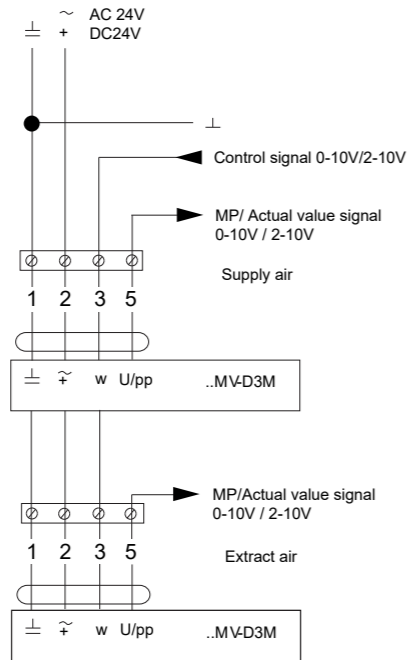 ~ AC 24V
⊥ + DC24V
⊥
Control signal 0-10V/2-10V
MP/ Actual value signal
0-10V / 2-10V
Supply air
1 2 3 5
⊥ ~ + w U/pp ..MV-D3M
MP/Actual value signal
0-10V / 2-10V
1 2 3 5
Extract air
⊥ ~ + w U/pp ..MV-D3M